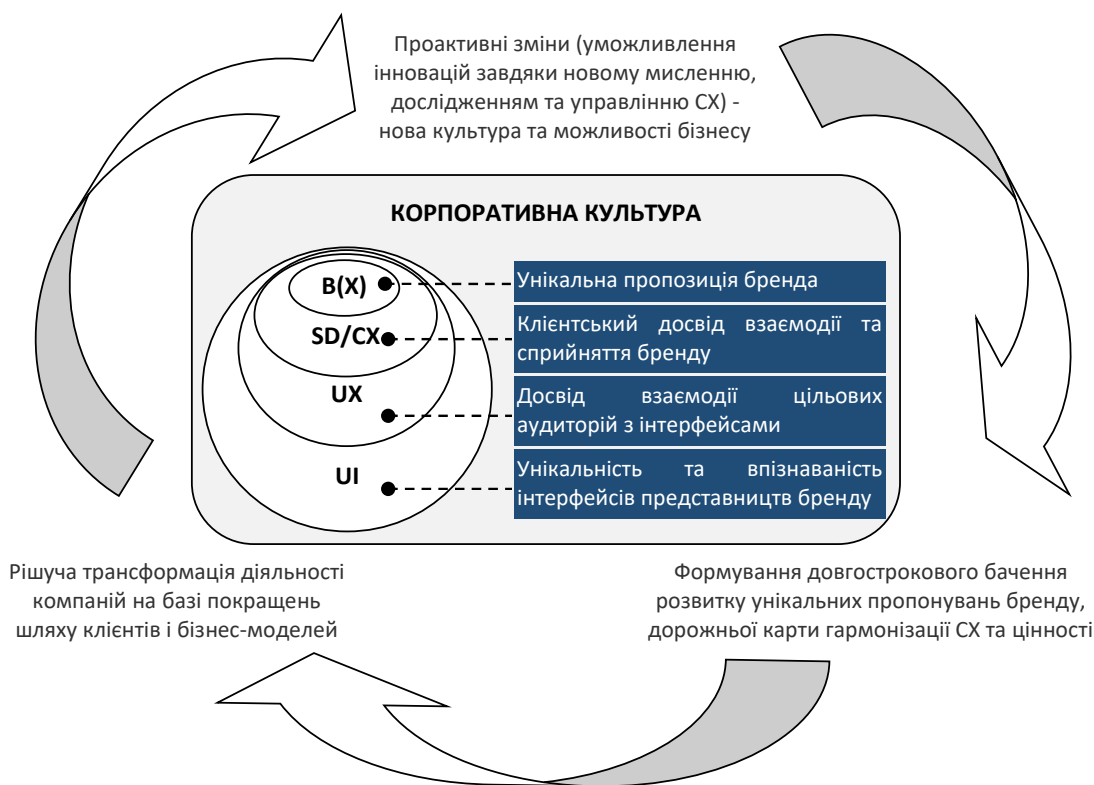 Проактивні зміни (уможливлення
інновацій завдяки новому мисленню,
дослідженням та управлінню СХ) -
нова культура та можливості бізнесу
КОРПОРАТИВНА КУЛЬТУРА
B(X)
Унікальна пропозиція бренда
SD/CX
Клієнтський досвід взаємодії та
сприйняття бренду
UX
Досвід взаємодії цільових
аудиторій з інтерфейсами
UI
Унікальність та впізнаваність
інтерфейсів представництв бренду
Рішуча трансформація діяльності
компаній на базі покращень
шляху клієнтів і бізнес-моделей
Формування довгострокового бачення
розвитку унікальних пропонувань бренду,
дорожньої карти гармонізації СХ та цінності